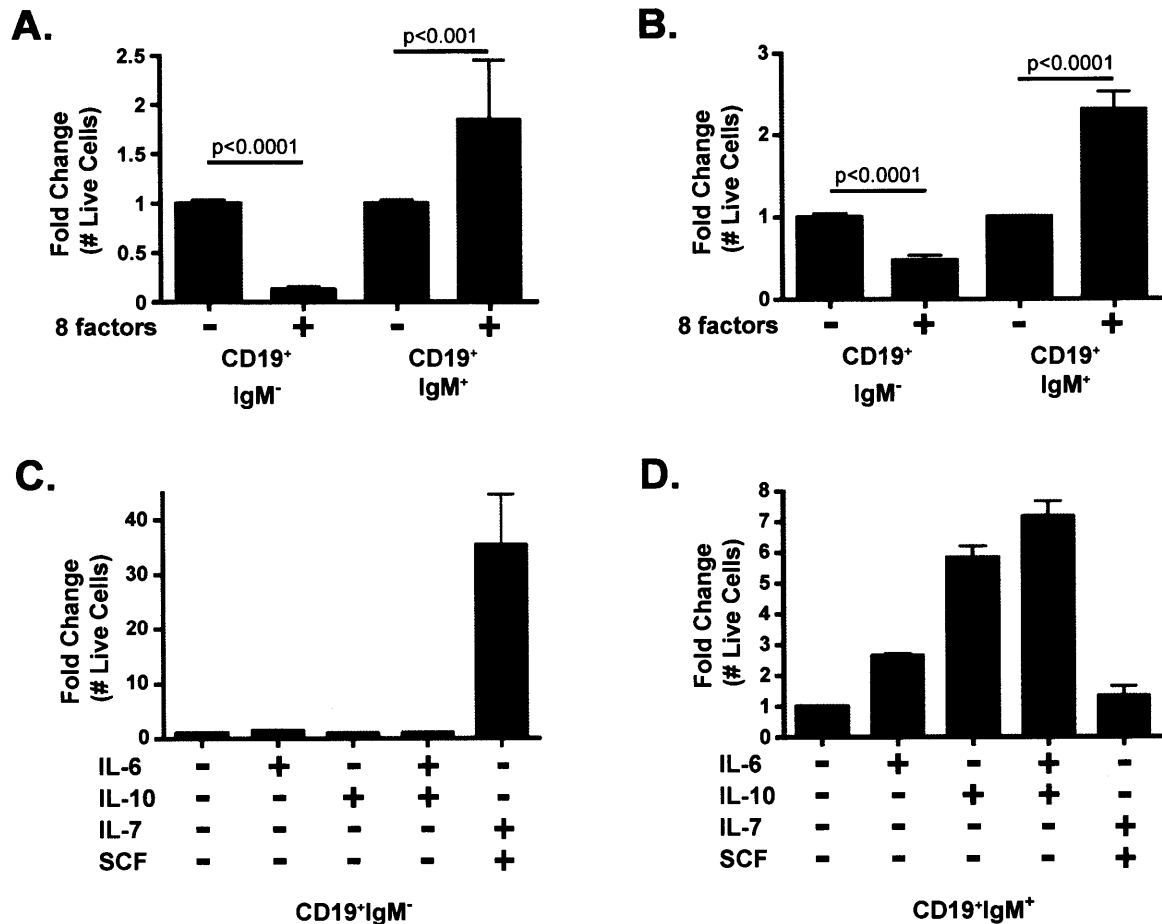 A.
p<0.001
p<0.0001
2.5
2
1.5
1
0.5
0
Fold Change
(# Live Cells)
8 factors - + - +
CD19⁺ CD19⁺
IgM⁻ IgM⁺
B.
p<0.0001
p<0.0001
3
2
1
0
Fold Change
(# Live Cells)
8 factors - + - +
CD19⁺ CD19⁺
IgM⁻ IgM⁺
C.
40
30
20
10
0
Fold Change
(# Live Cells)
IL-6 - + - + -
IL-10 - - + + -
IL-7 - - - - +
SCF - - - - +
CD19⁺IgM⁻
D.
8
7
6
5
4
3
2
1
0
Fold Change
(# Live Cells)
IL-6 - + - + -
IL-10 - - + + -
IL-7 - - - - +
SCF - - - - +
CD19⁺IgM⁺